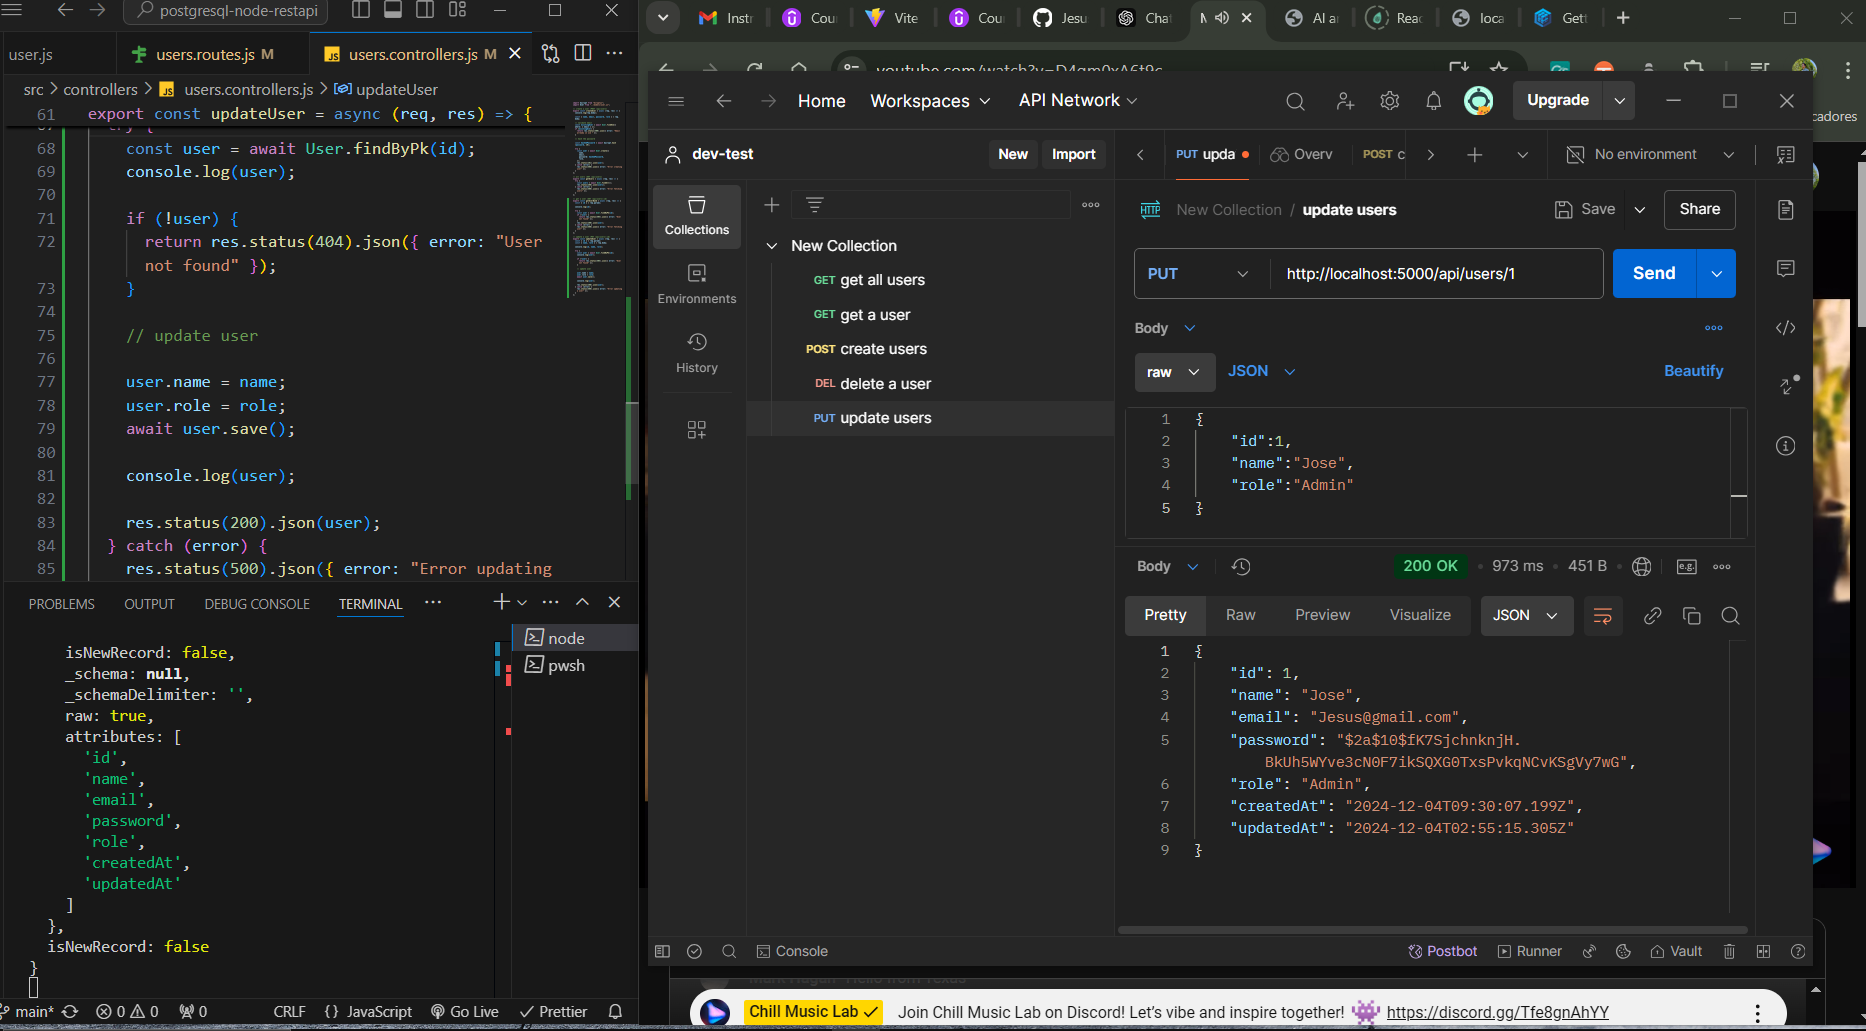 postgresql-node-restapi
user.js
users.routes.js M
users.controllers.js M
src > controllers > JS users.controllers.js > updateUser
61 export const updateUser = async (req, res) => {
67 try {
68 const user = await User.findByPk(id);
69 console.log(user);
70
71 if (!user) {
72 return res.status(404).json({ error: "User
not found" });
73 }
74
75 // update user
76
77 user.name = name;
78 user.role = role;
79 await user.save();
80
81 console.log(user);
82
83 res.status(200).json(user);
84 } catch (error) {
85 res.status(500).json({ error: "Error updating
PROBLEMS OUTPUT DEBUG CONSOLE TERMINAL
node
pwsh
isNewRecord: false,
_schema: null,
_schemaDelimiter: '',
raw: true,
attributes: [
'id',
'name',
'email',
'password',
'role',
'createdAt',
'updatedAt'
]
},
isNewRecord: false
}
main* 0 0 0 CRLF {} JavaScript Go Live Prettier
Instr Cour Vite Cou Jesu Cha AI a Reac loca Gett
youtube.com/watch?v=D4qm0xA6t9c
cadores
Home Workspaces API Network Upgrade
dev-test New Import
PUT upda Overv POST c No environment
Collections
Environments
History
New Collection
GET get all users
GET get a user
POST create users
DEL delete a user
PUT update users
HTTP New Collection / update users Save Share
PUT http://localhost:5000/api/users/1 Send
Body
raw JSON Beautify
1 {
2 "id":1,
3 "name":"Jose",
4 "role":"Admin"
5 }
Body 200 OK 973 ms 451 B e.g.
Pretty Raw Preview Visualize JSON
1 {
2 "id": 1,
3 "name": "Jose",
4 "email": "Jesus@gmail.com",
5 "password": "$2a$10$fK7SjchnknjH.
BkUh5WYve3cN0F7ikSQXG0TxsPvkqNCvKSgVy7wG",
6 "role": "Admin",
7 "createdAt": "2024-12-04T09:30:07.199Z",
8 "updatedAt": "2024-12-04T02:55:15.305Z"
9 }
Console Postbot Runner Vault
Chill Music Lab Join Chill Music Lab on Discord! Let's vibe and inspire together! https://discord.gg/Tfe8gnAhYY